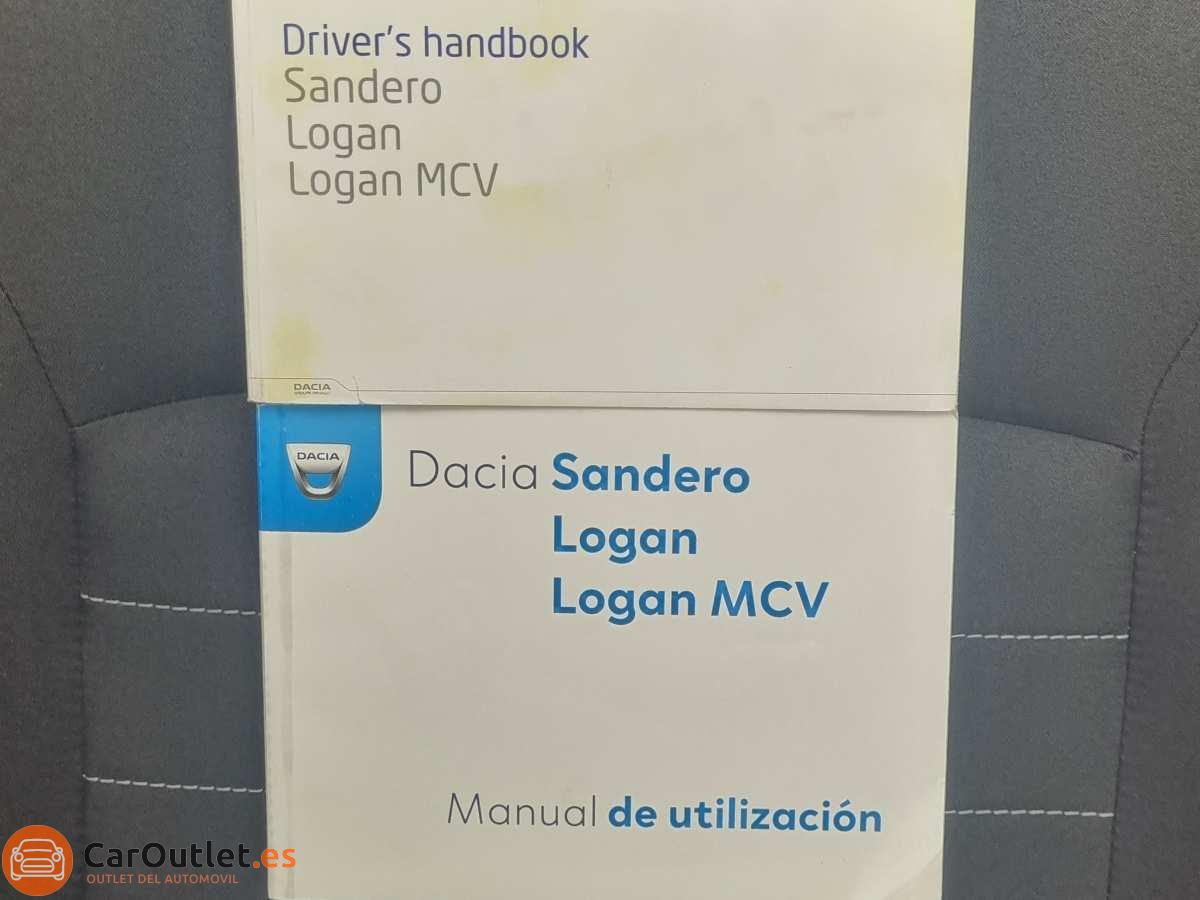 Driver's handbook
Sandero
Logan
Logan MCV
DACIA
DACIA
Dacia Sandero
Logan
Logan MCV
Manual de utilización
CarOutlet.es
OUTLET DEL AUTOMOVIL